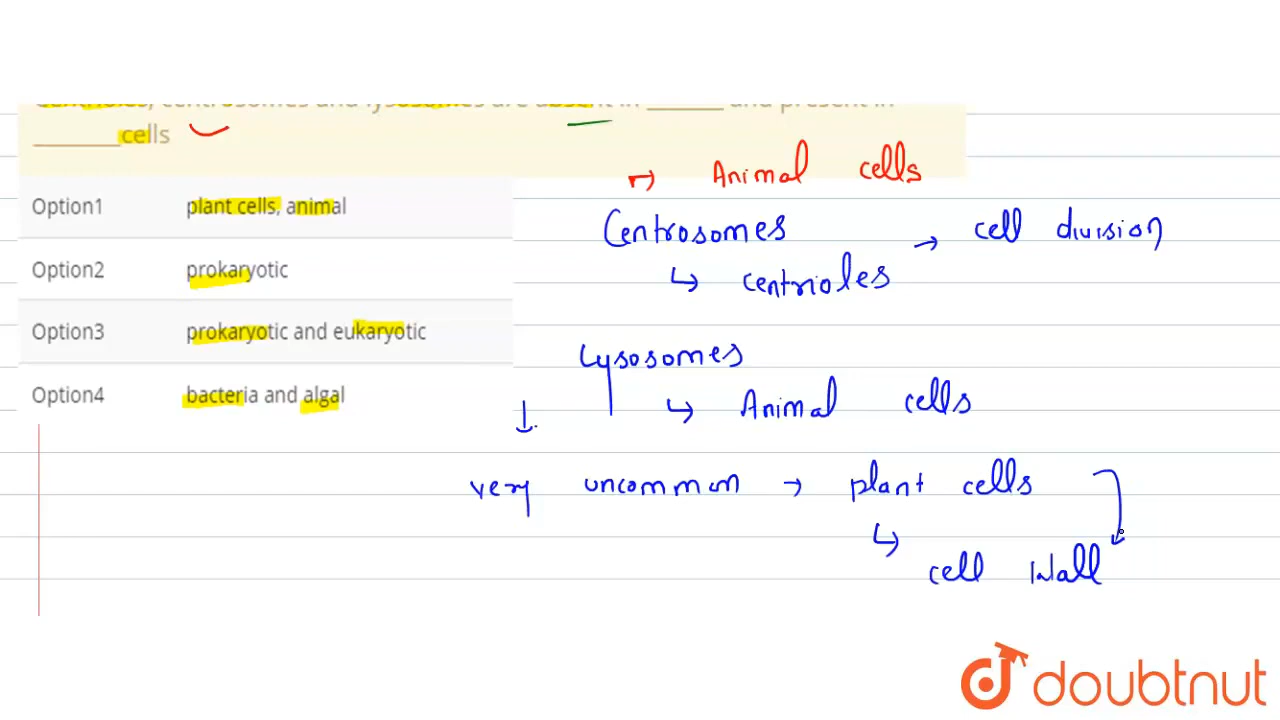 Centrioles, centrosomes and lysosomes are absent in ________ and present in
________cells
Option1 plant cells, animal
Option2 prokaryotic
Option3 prokaryotic and eukaryotic
Option4 bacteria and algal
Animal cells
Centrosomes → cell division
↳ centrioles
Lysosomes
↳ Animal cells
very uncommon → plant cells
↳ cell wall
doubtnut